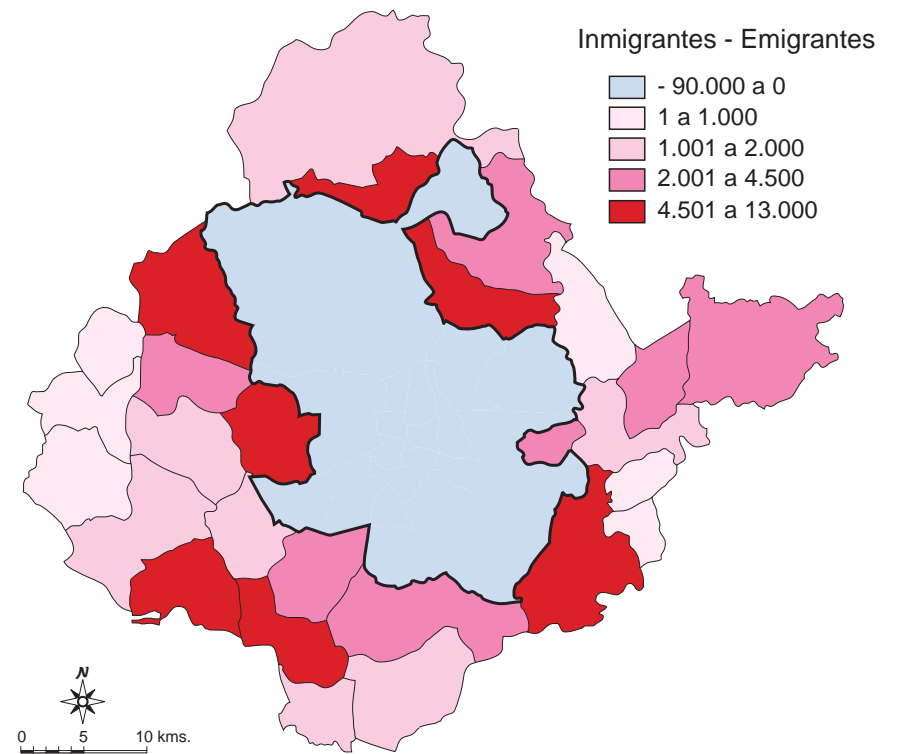 Inmigrantes - Emigrantes
- 90.000 a 0
1 a 1.000
1.001 a 2.000
2.001 a 4.500
4.501 a 13.000
N
0 5 10 kms.